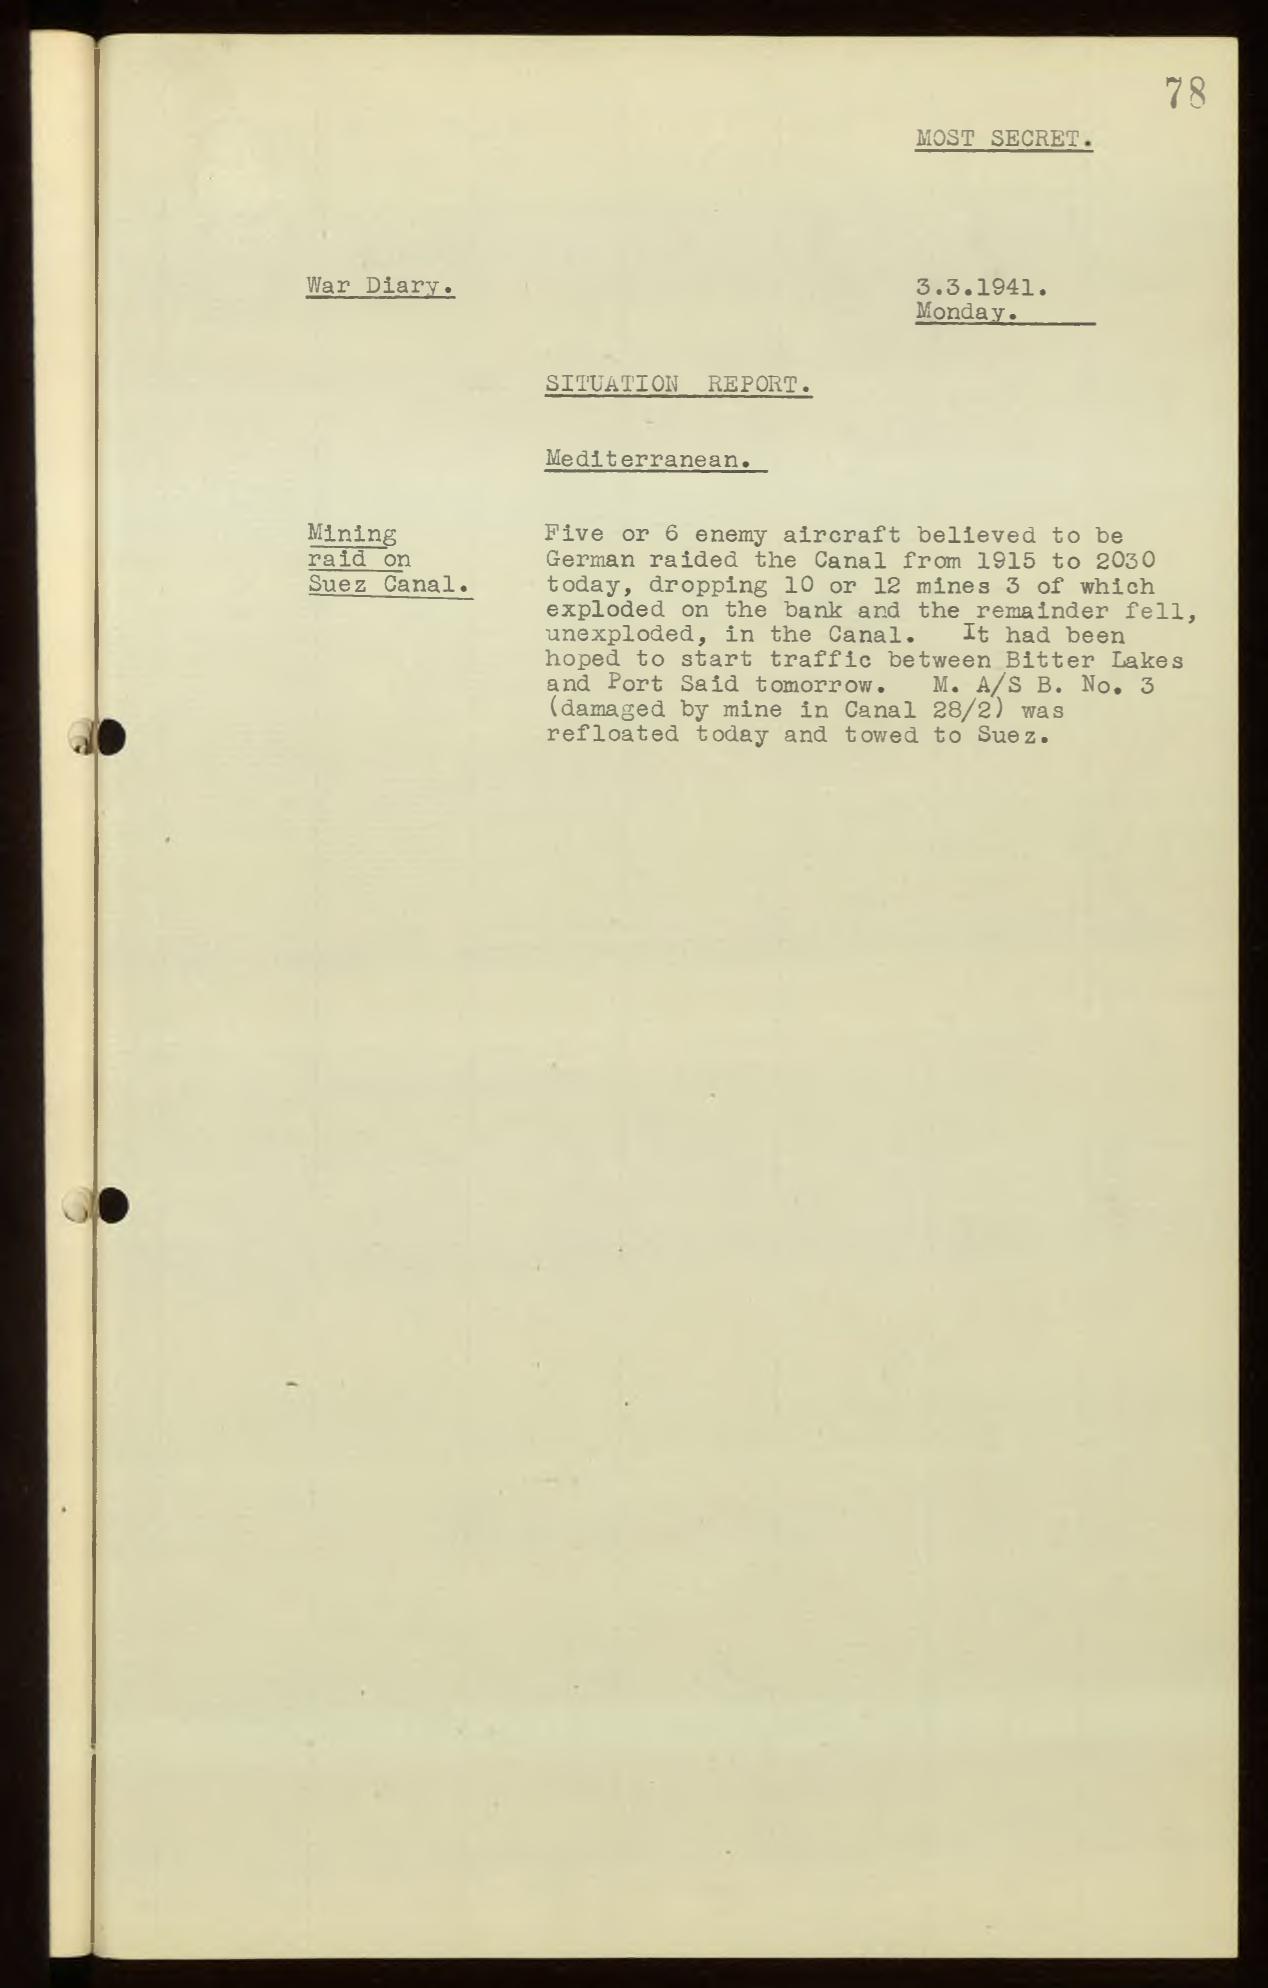 78
MOST SECRET.
War Diary.
3.3.1941.
Monday.
SITUATION REPORT.
Mediterranean.
Mining
raid on
Suez Canal.
Five or 6 enemy aircraft believed to be
German raided the Canal from 1915 to 2030
today, dropping 10 or 12 mines 3 of which
exploded on the bank and the remainder fell,
unexploded, in the Canal. It had been
hoped to start traffic between Bitter Lakes
and Port Said tomorrow. M. A/S B. No. 3
(damaged by mine in Canal 28/2) was
refloated today and towed to Suez.